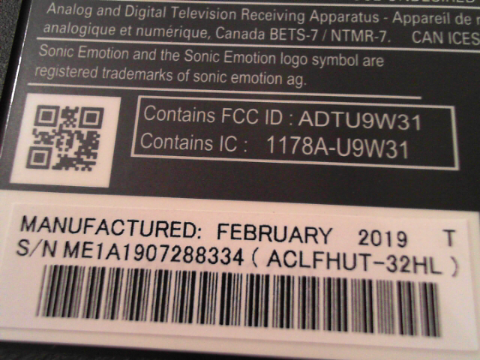 Analog and Digital Television Receiving Apparatus - Appareil de
analogique et numérique, Canada BETS-7 / NTMR-7. CAN ICES
Sonic Emotion and the Sonic Emotion logo symbol are
registered trademarks of sonic emotion ag.
Contains FCC ID : ADTU9W31
Contains IC : 1178A-U9W31
MANUFACTURED: FEBRUARY 2019 T
S/N ME1A1907288334 ( ACLFHUT-32HL )